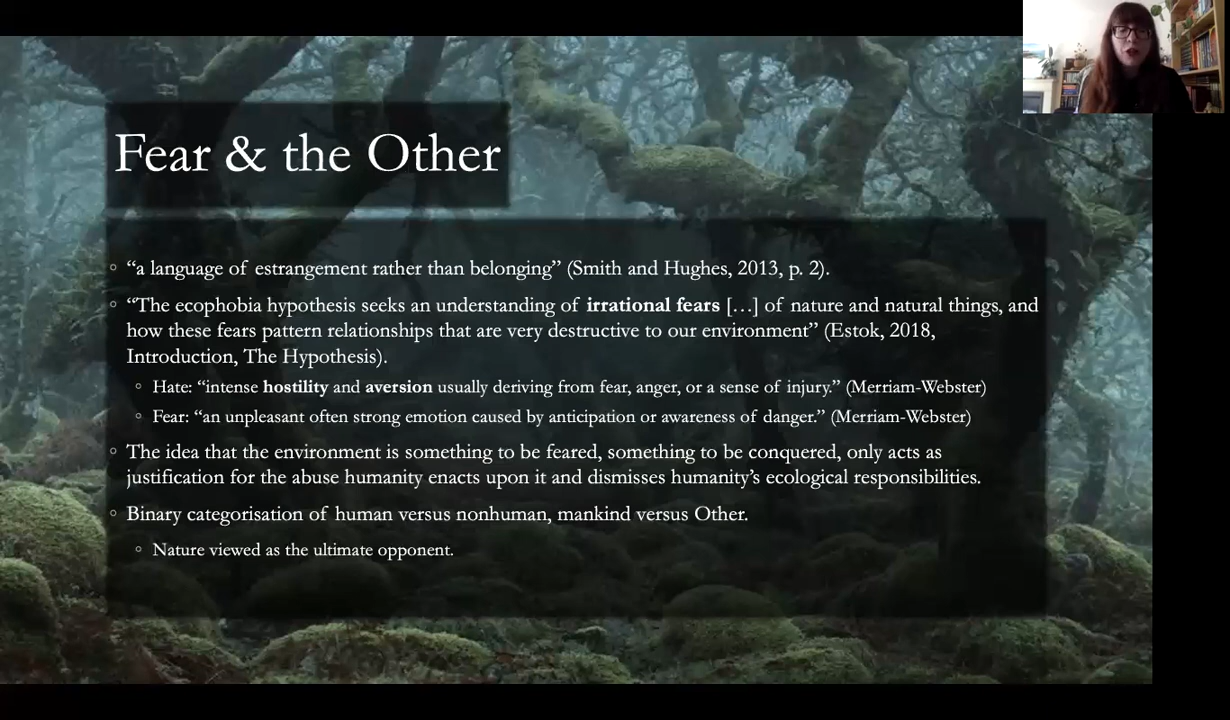 Fear & the Other
◦ “a language of estrangement rather than belonging” (Smith and Hughes, 2013, p. 2).
◦ “The ecophobia hypothesis seeks an understanding of irrational fears […] of nature and natural things, and
how these fears pattern relationships that are very destructive to our environment” (Estok, 2018,
Introduction, The Hypothesis).
◦ Hate: “intense hostility and aversion usually deriving from fear, anger, or a sense of injury.” (Merriam-Webster)
◦ Fear: “an unpleasant often strong emotion caused by anticipation or awareness of danger.” (Merriam-Webster)
◦ The idea that the environment is something to be feared, something to be conquered, only acts as
justification for the abuse humanity enacts upon it and dismisses humanity’s ecological responsibilities.
◦ Binary categorisation of human versus nonhuman, mankind versus Other.
◦ Nature viewed as the ultimate opponent.